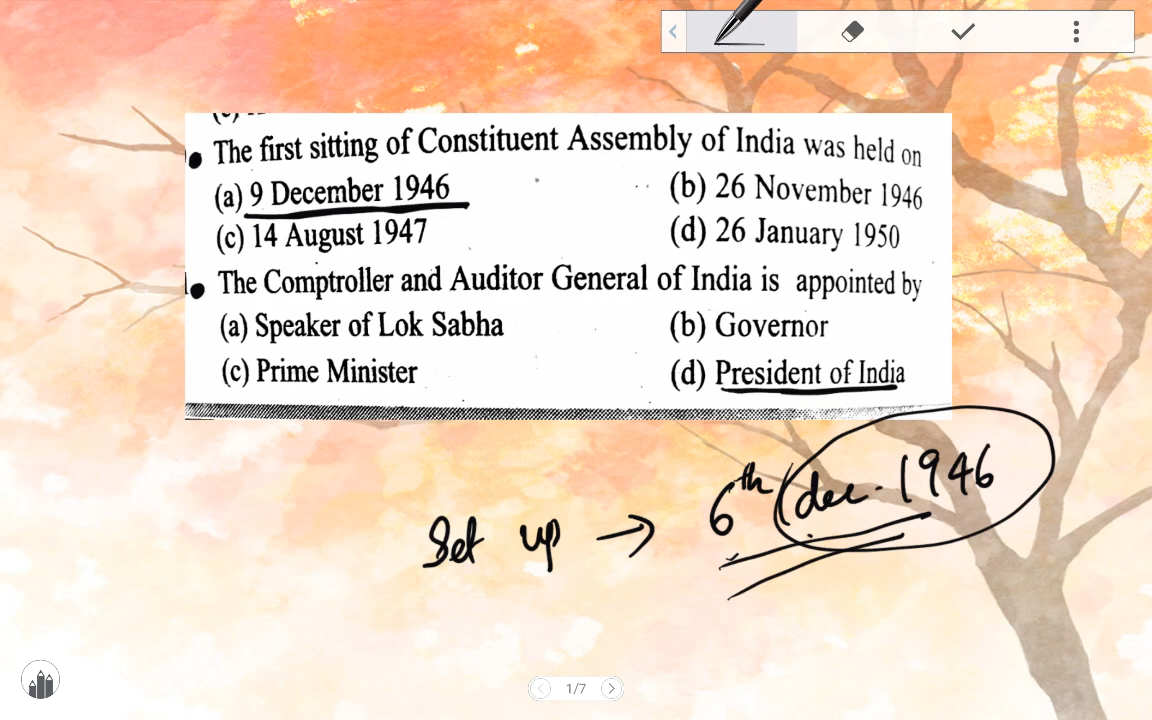 The first sitting of Constituent Assembly of India was held on
(a) 9 December 1946 (b) 26 November 1946
(c) 14 August 1947 (d) 26 January 1950
The Comptroller and Auditor General of India is appointed by
(a) Speaker of Lok Sabha (b) Governor
(c) Prime Minister (d) President of India
Set up → 6th dec. 1946
1/7